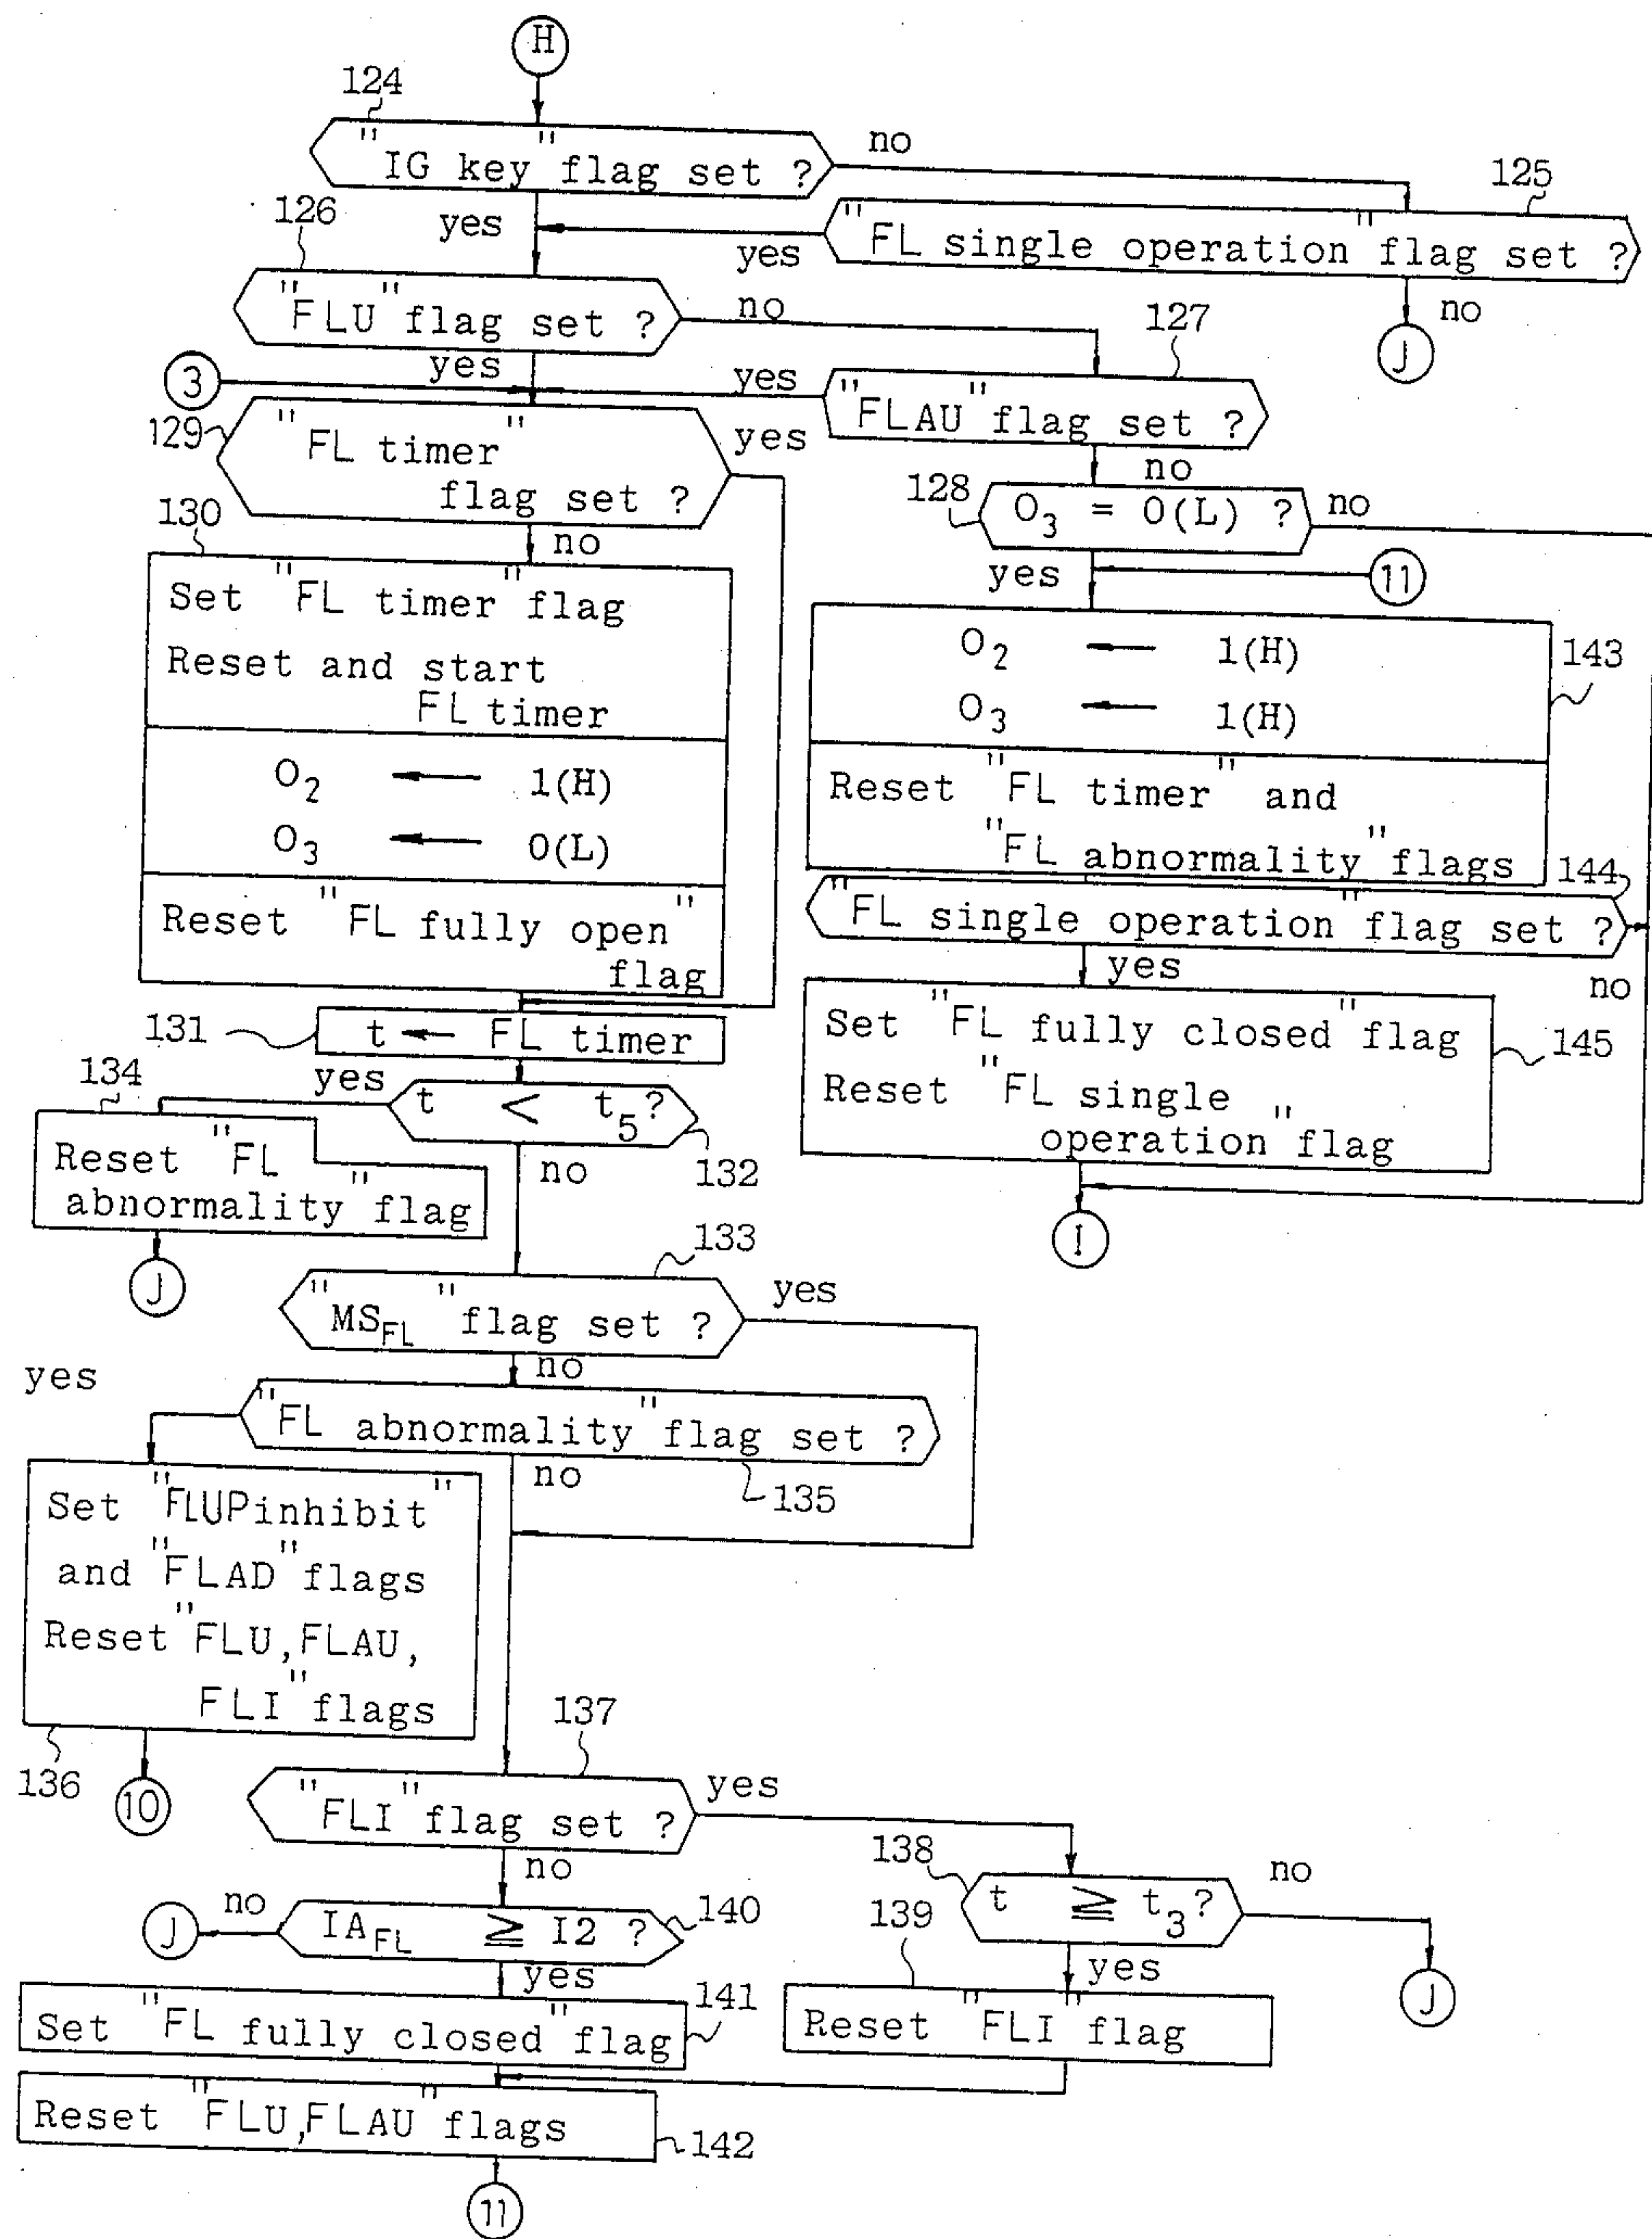 H
124
"IG key" flag set ?
no
125
126
yes
yes
"FL single operation" flag set ?
"FLU" flag set ?
no
127
no
J
3
yes
yes
"FLAU" flag set ?
129
"FL timer"
flag set ?
yes
no
128
O3 = 0(L) ?
no
130
no
yes
11
Set "FL timer" flag
Reset and start
FL timer
O2 ← 1(H)
O3 ← 0(L)
Reset "FL fully open"
flag
O2 ← 1(H)
O3 ← 1(H)
143
Reset "FL timer" and
"FL abnormality" flags
144
"FL single operation" flag set ?
yes
no
131
t ← FL timer
Set "FL fully closed" flag
Reset "FL single
operation" flag
145
134
yes
t < t5?
132
no
Reset "FL
abnormality" flag
J
I
133
"MSFL" flag set ?
yes
no
yes
"FL abnormality" flag set ?
no
135
Set "FLUPinhibit"
and "FLAD" flags
Reset "FLU,FLAU,
FLI" flags
136
10
137
"FLI" flag set ?
yes
no
138
t ≧ t3?
no
J
no
J
IAFL ≧ I2 ?
140
yes
139
yes
141
Set "FL fully closed" flag
Reset "FLI" flag
Reset "FLU,FLAU" flags
142
11